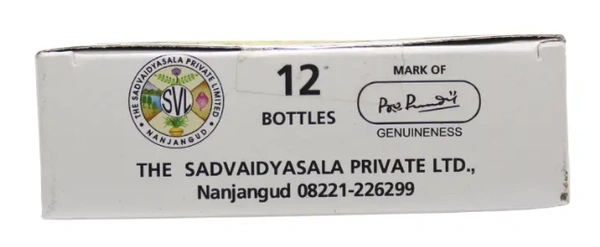 THE SADVAIDYASALA PRIVATE LIMITED
SVL
NANJANGUD
12
BOTTLES
MARK OF
GENUINENESS
THE SADVAIDYASALA PRIVATE LTD.,
Nanjangud 08221-226299